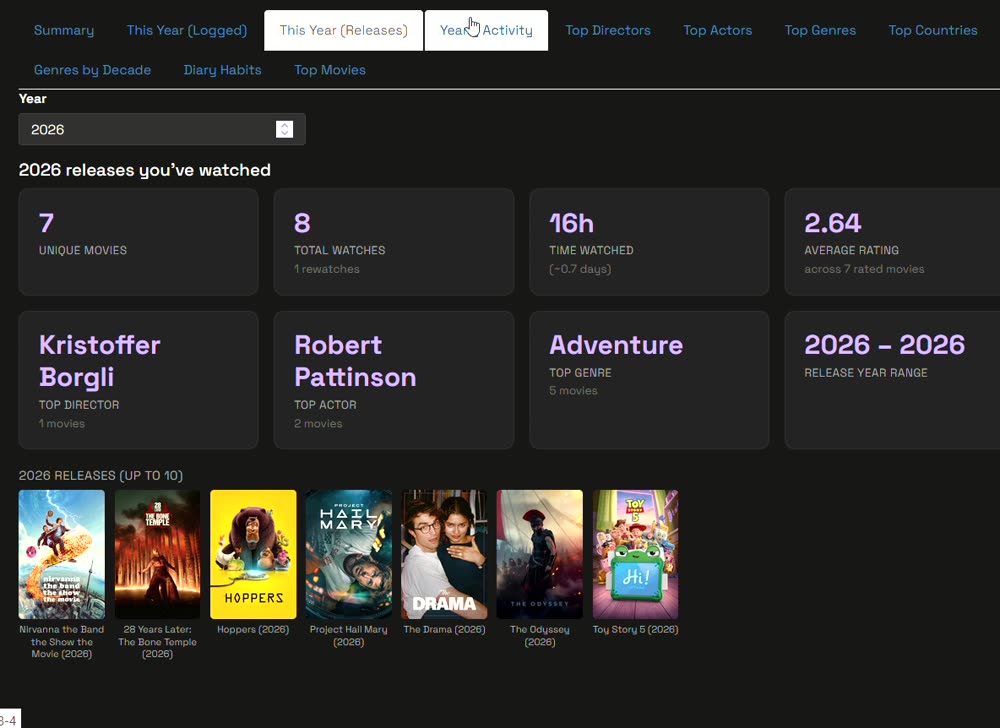 Summary
This Year (Logged)
This Year (Releases)
Year Activity
Top Directors
Top Actors
Top Genres
Top Countries
Genres by Decade
Diary Habits
Top Movies
Year
2026
2026 releases you've watched
7
UNIQUE MOVIES
8
TOTAL WATCHES
1 rewatches
16h
TIME WATCHED
(~0.7 days)
2.64
AVERAGE RATING
across 7 rated movies
Kristoffer
Borgli
TOP DIRECTOR
1 movies
Robert
Pattinson
TOP ACTOR
2 movies
Adventure
TOP GENRE
5 movies
2026 – 2026
RELEASE YEAR RANGE
2026 RELEASES (UP TO 10)
nirvanna
the band
the show
the movie
28
THE BONE
TEMPLE
HOPPERS
PROJECT
HAIL
MARY
The
DRAMA
THE ODYSSEY
TOY
STORY
5
Hi!
Nirvanna the Band
the Show the
Movie (2026)
28 Years Later:
The Bone Temple
(2026)
Hoppers (2026)
Project Hail Mary
(2026)
The Drama (2026)
The Odyssey
(2026)
Toy Story 5 (2026)
3-4